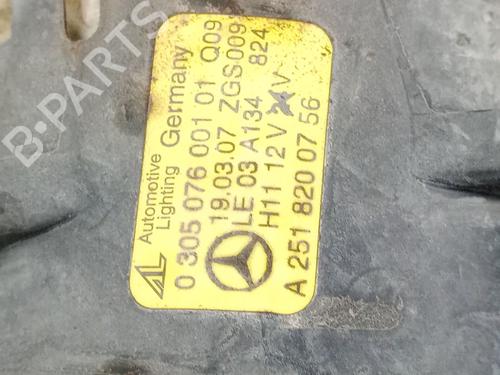 Automotive
Lighting Germany
0 305 076 001 01 Q09
19.03.07 ZGS009
LE 03 A134 824
H11 12 V V
A 251 820 07 56
B-PARTS